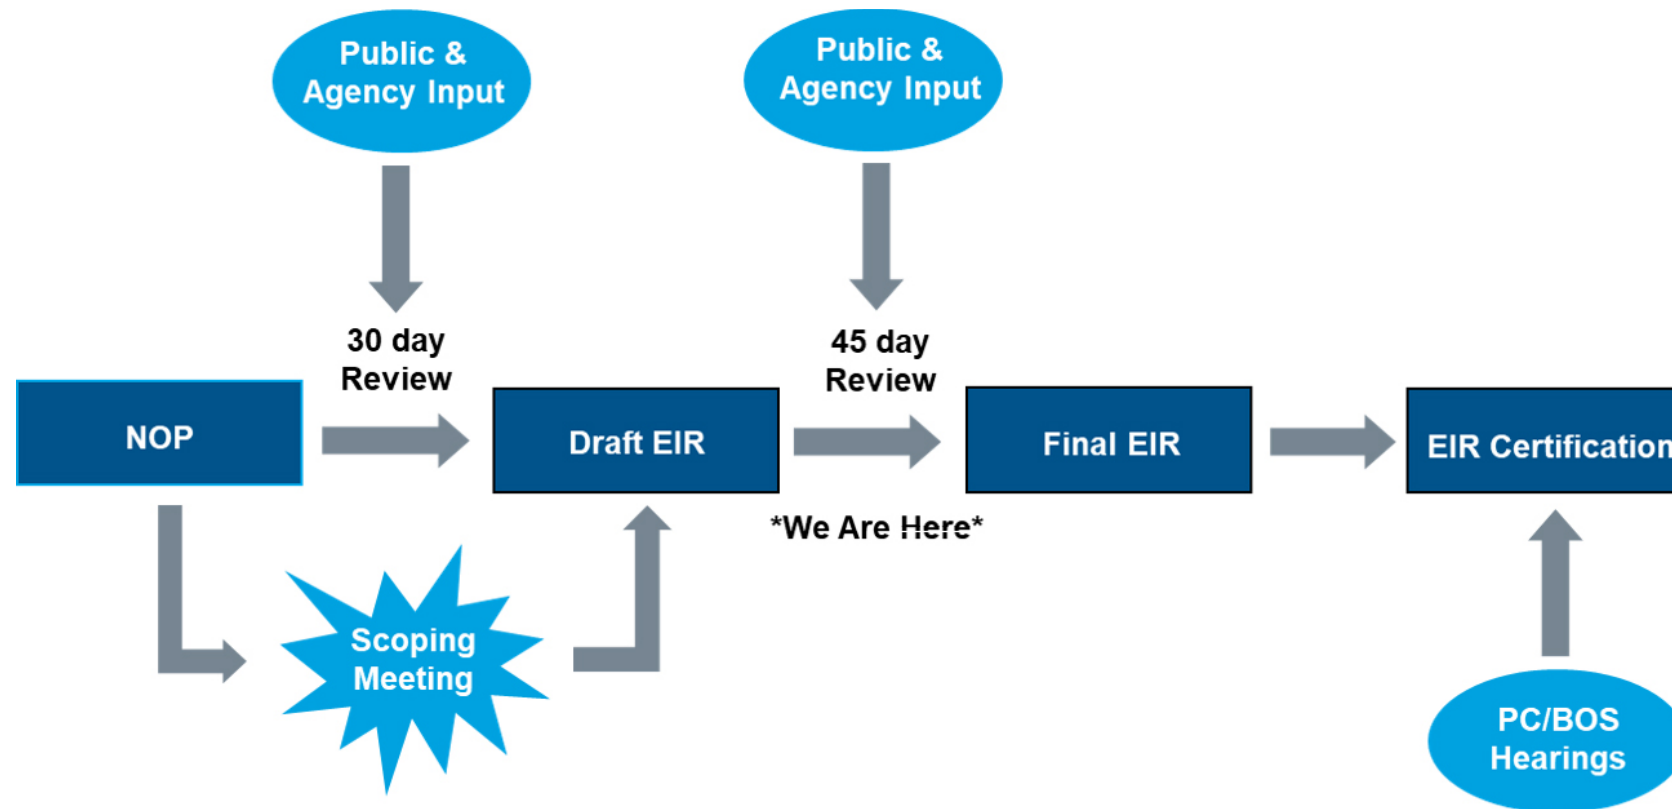 Public &
Agency Input
Public &
Agency Input
30 day
Review
45 day
Review
NOP
Draft EIR
Final EIR
EIR Certification
*We Are Here*
Scoping
Meeting
PC/BOS
Hearings